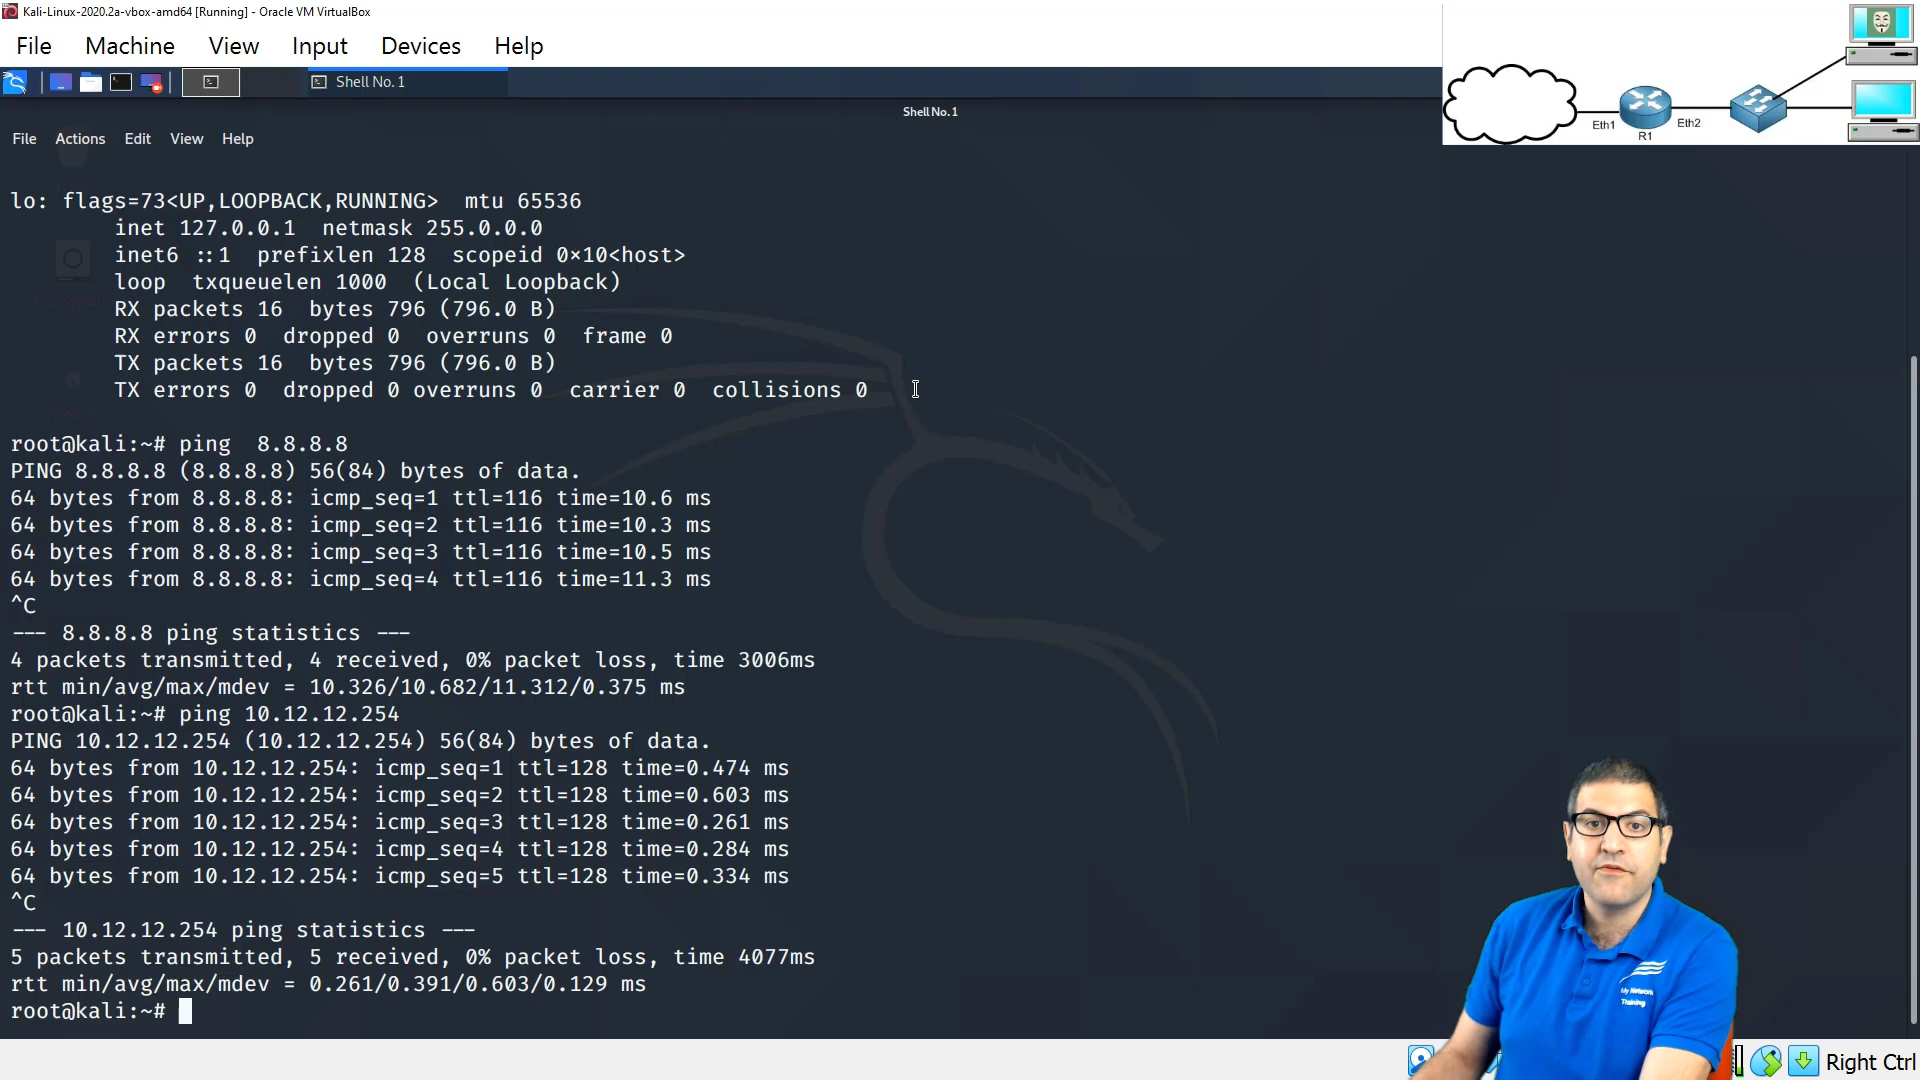 Kali-Linux-2020.2a-vbox-amd64 [Running] - Oracle VM VirtualBox
File Machine View Input Devices Help
Shell No. 1
Shell No. 1
File Actions Edit View Help
Eth1
R1
Eth2
lo: flags=73<UP,LOOPBACK,RUNNING>  mtu 65536
inet 127.0.0.1  netmask 255.0.0.0
inet6 ::1  prefixlen 128  scopeid 0×10<host>
loop  txqueuelen 1000  (Local Loopback)
RX packets 16  bytes 796 (796.0 B)
RX errors 0  dropped 0  overruns 0  frame 0
TX packets 16  bytes 796 (796.0 B)
TX errors 0  dropped 0 overruns 0  carrier 0  collisions 0
root@kali:~# ping  8.8.8.8
PING 8.8.8.8 (8.8.8.8) 56(84) bytes of data.
64 bytes from 8.8.8.8: icmp_seq=1 ttl=116 time=10.6 ms
64 bytes from 8.8.8.8: icmp_seq=2 ttl=116 time=10.3 ms
64 bytes from 8.8.8.8: icmp_seq=3 ttl=116 time=10.5 ms
64 bytes from 8.8.8.8: icmp_seq=4 ttl=116 time=11.3 ms
^C
--- 8.8.8.8 ping statistics ---
4 packets transmitted, 4 received, 0% packet loss, time 3006ms
rtt min/avg/max/mdev = 10.326/10.682/11.312/0.375 ms
root@kali:~# ping 10.12.12.254
PING 10.12.12.254 (10.12.12.254) 56(84) bytes of data.
64 bytes from 10.12.12.254: icmp_seq=1 ttl=128 time=0.474 ms
64 bytes from 10.12.12.254: icmp_seq=2 ttl=128 time=0.603 ms
64 bytes from 10.12.12.254: icmp_seq=3 ttl=128 time=0.261 ms
64 bytes from 10.12.12.254: icmp_seq=4 ttl=128 time=0.284 ms
64 bytes from 10.12.12.254: icmp_seq=5 ttl=128 time=0.334 ms
^C
--- 10.12.12.254 ping statistics ---
5 packets transmitted, 5 received, 0% packet loss, time 4077ms
rtt min/avg/max/mdev = 0.261/0.391/0.603/0.129 ms
root@kali:~#
My Network
Training
Right Ctrl